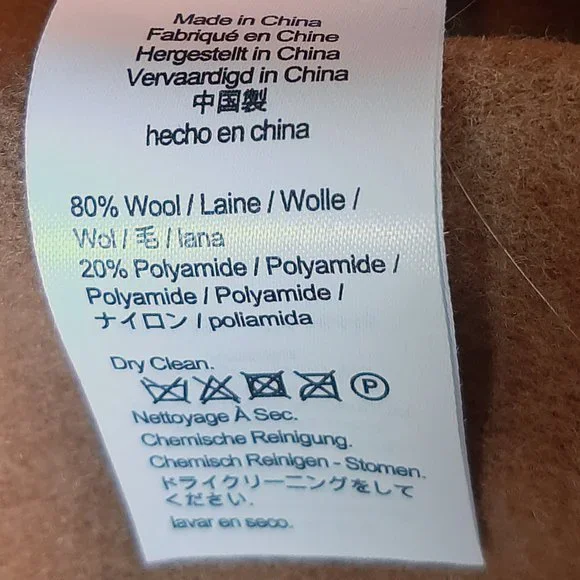 Made in China
Fabriqué en Chine
Hergestellt in China
Vervaardigd in China
中国製
hecho en china
80% Wool / Laine / Wolle /
Wol / 毛 / lana
20% Polyamide / Polyamide /
Polyamide / Polyamide /
ナイロン / poliamida
Dry Clean.
P
Nettoyage À Sec.
Chemische Reinigung.
Chemisch Reinigen - Stomen.
ドライクリーニングをして
ください.
lavar en seco.